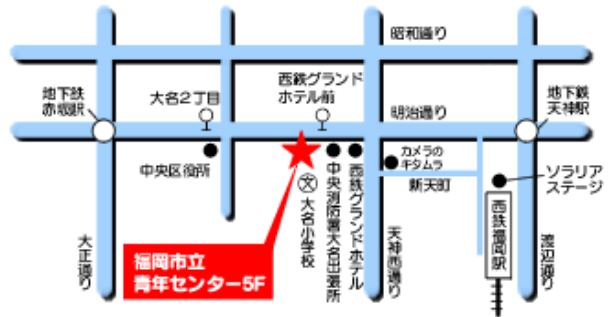 昭和通り
西鉄グランド
ホテル前
地下鉄
赤坂駅
大名2丁目
明治通り
地下鉄
天神駅
中央区役所
カメラの
キタムラ
新天町
ソラリア
ステージ
文
大名小学校
中央消防署大名出張所
西鉄グランドホテル
西鉄福岡駅
大正通り
天神西通り
渡辺通り
福岡市立
青年センター5F